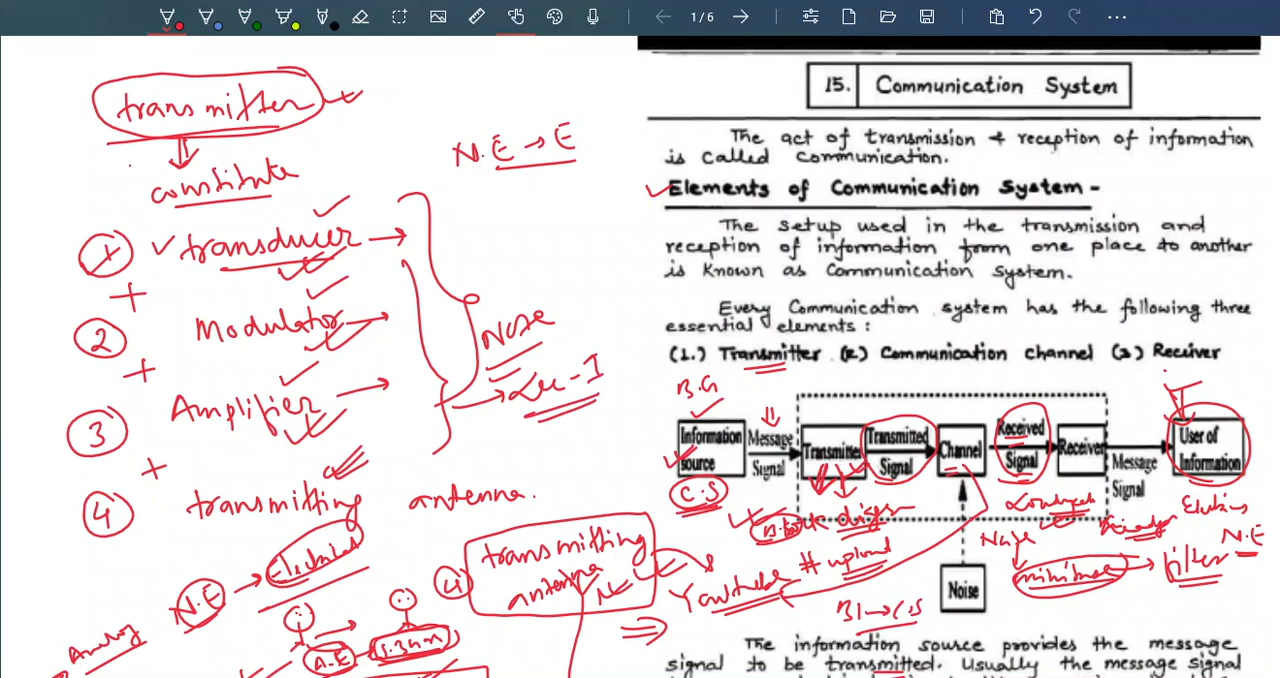 1/6
transmitter
constitute
N.E → E
1 transducer →
+
2 Modulator →
+
3 Amplifier →
+
4 transmitting antenna.
Note
Lec-1
N.E → electrical
4 transmitting
antenna
Analog
A.E
15. Communication System
The act of transmission & reception of information
is called Communication.
Elements of Communication System -
The setup used in the transmission and
reception of information from one place to another
is known as Communication system.
Every Communication system has the following three
essential elements :
(1.) Transmitter (2.) Communication channel (3) Receiver
B.G
Information
source
Message
Signal
Transmitter
Transmitted
Signal
Channel
Received
Signal
Receiver
Message
Signal
User of
Information
C.S
N.E
# upload
Noise
filter
Noise
The information source provides the message
signal to be transmitted. Usually the message signal